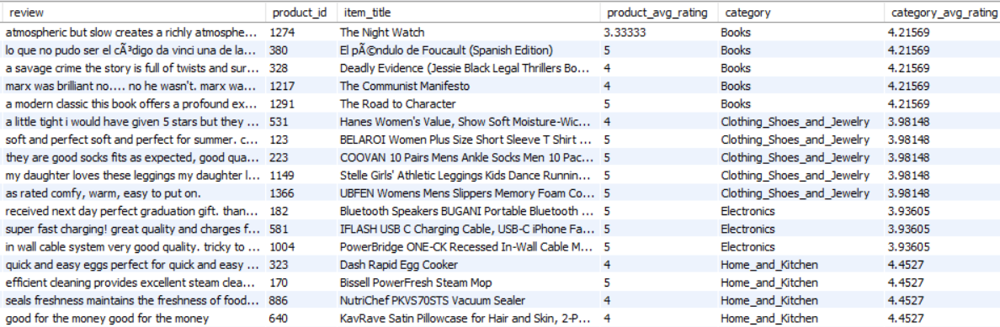 review product_id item_title product_avg_rating category category_avg_rating
atmospheric but slow creates a richly atmosphe... 1274 The Night Watch 3.33333 Books 4.21569
lo que no pudo ser el cÃ³digo da vinci una de la... 380 El pÃ©ndulo de Foucault (Spanish Edition) 5 Books 4.21569
a savage crime the story is full of twists and sur... 328 Deadly Evidence (Jessie Black Legal Thrillers Bo... 4 Books 4.21569
marx was brilliant no.... no he wasn't. marx wa... 1217 The Communist Manifesto 4 Books 4.21569
a modern classic this book offers a profound ex... 1291 The Road to Character 5 Books 4.21569
a little tight i would have given 5 stars but they ... 531 Hanes Women's Value, Show Soft Moisture-Wic... 4 Clothing_Shoes_and_Jewelry 3.98148
soft and perfect soft and perfect for summer. c... 123 BELAROI Women Plus Size Short Sleeve T Shirt ... 5 Clothing_Shoes_and_Jewelry 3.98148
they are good socks fits as expected, good qua... 223 COOVAN 10 Pairs Mens Ankle Socks Men 10 Pac... 5 Clothing_Shoes_and_Jewelry 3.98148
my daughter loves these leggings my daughter l... 1149 Stelle Girls' Athletic Leggings Kids Dance Runnin... 5 Clothing_Shoes_and_Jewelry 3.98148
as rated comfy, warm, easy to put on. 1366 UBFEN Womens Mens Slippers Memory Foam Co... 5 Clothing_Shoes_and_Jewelry 3.98148
received next day perfect graduation gift. than... 182 Bluetooth Speakers BUGANI Portable Bluetooth ... 5 Electronics 3.93605
super fast charging! great quality and charges f... 581 IFLASH USB C Charging Cable, USB-C iPhone Fa... 5 Electronics 3.93605
in wall cable system very good quality. tricky to ... 1004 PowerBridge ONE-CK Recessed In-Wall Cable M... 5 Electronics 3.93605
quick and easy eggs perfect for quick and easy ... 323 Dash Rapid Egg Cooker 4 Home_and_Kitchen 4.4527
efficient cleaning provides excellent steam clea... 170 Bissell PowerFresh Steam Mop 5 Home_and_Kitchen 4.4527
seals freshness maintains the freshness of food... 886 NutriChef PKVS70STS Vacuum Sealer 4 Home_and_Kitchen 4.4527
good for the money good for the money 640 KavRave Satin Pillowcase for Hair and Skin, 2-P... 4 Home_and_Kitchen 4.4527